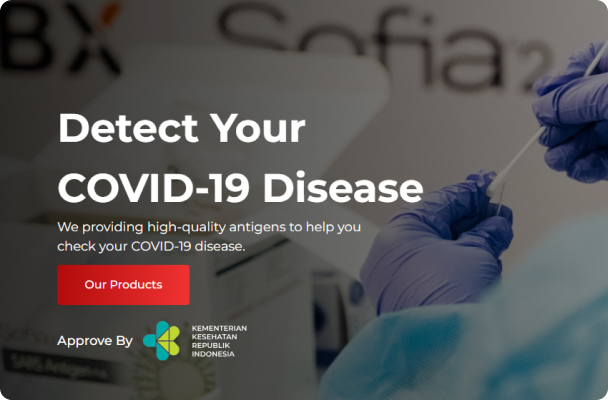 BX Sofia 2
Detect Your
COVID-19 Disease
We providing high-quality antigens to help you
check your COVID-19 disease.
Our Products
Approve By
KEMENTERIAN
KESEHATAN
REPUBLIK
INDONESIA
SARS Antigen